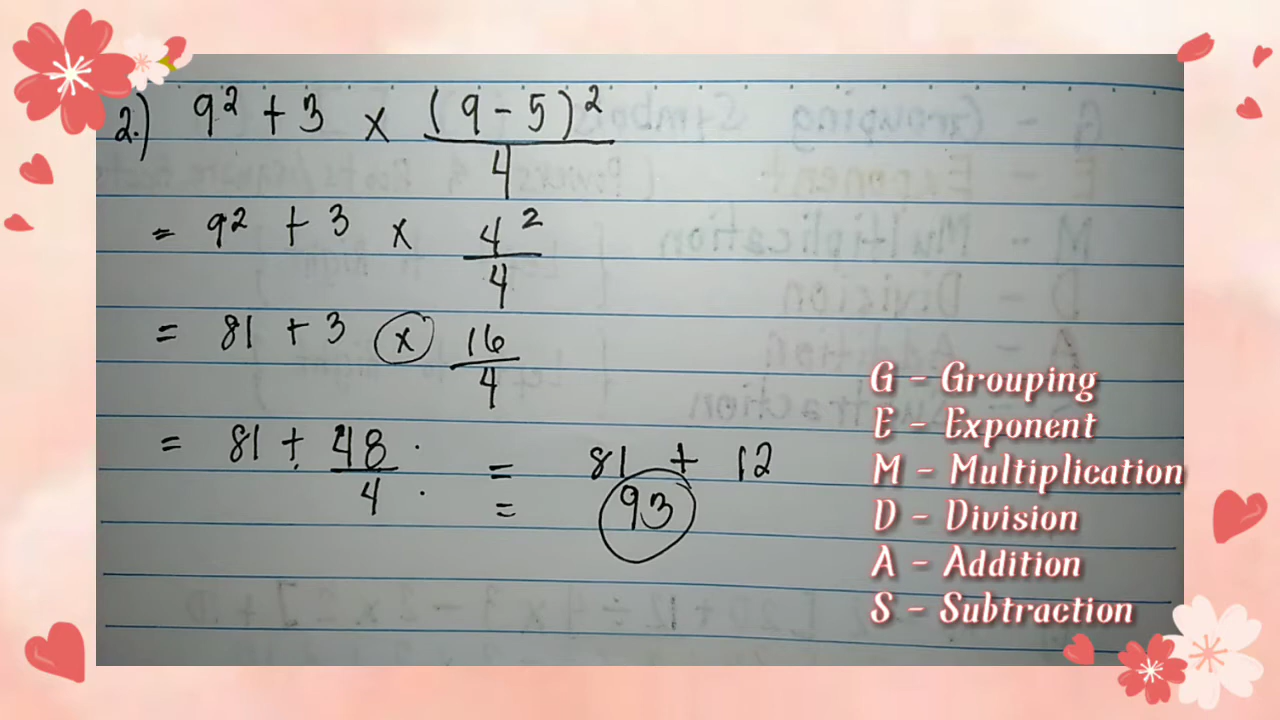 2.) 9² + 3 x (9 - 5)² / 4
= 9² + 3 x 4² / 4
= 81 + 3 x 16 / 4
= 81 + 48 / 4 = 81 + 12
= 93
G - Grouping
E - Exponent
M - Multiplication
D - Division
A - Addition
S - Subtraction